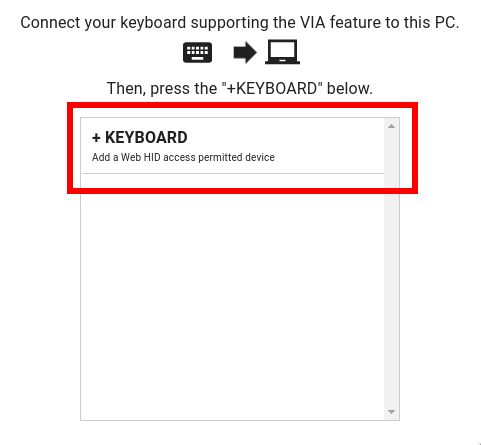 Connect your keyboard supporting the VIA feature to this PC.
Then, press the "+KEYBOARD" below.
+ KEYBOARD
Add a Web HID access permitted device